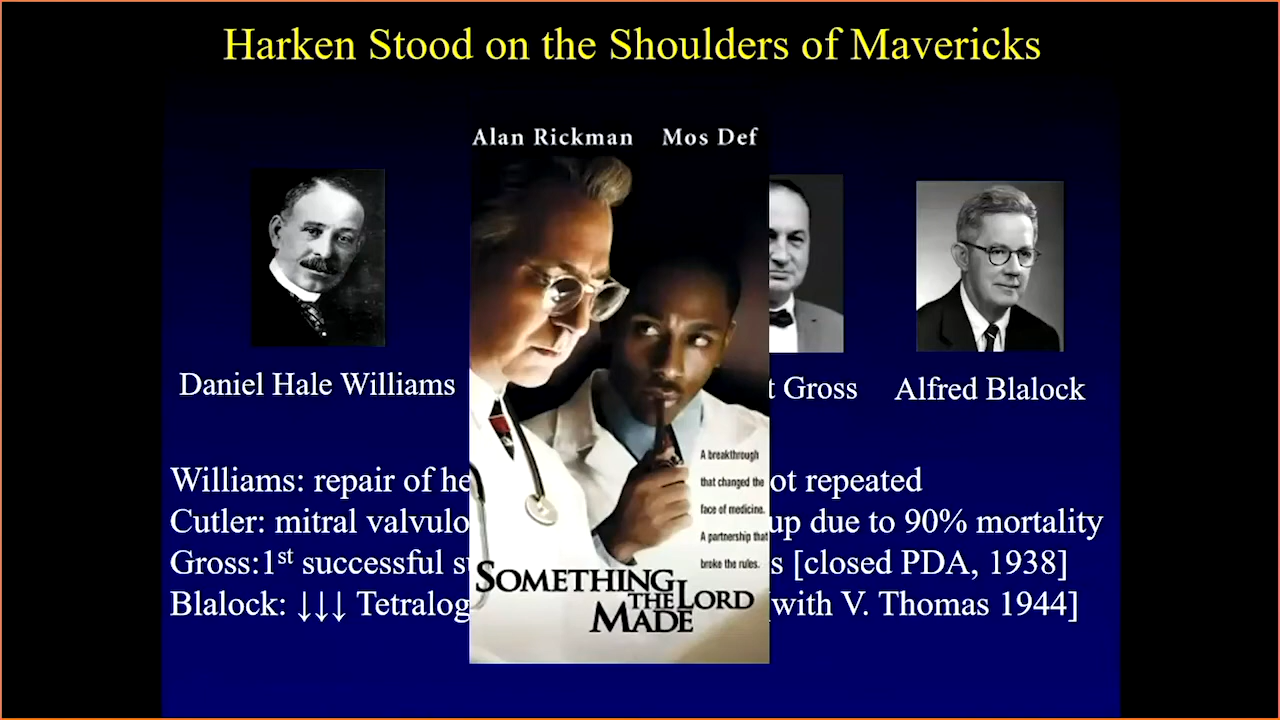 Harken Stood on the Shoulders of Mavericks
Alan Rickman Mos Def
Daniel Hale Williams
t Gross
Alfred Blalock
A breakthrough
that changed the
face of medicine.
A partnership that
broke the rules.
SOMETHING
THE LORD
MADE
Williams: repair of he ot repeated
Cutler: mitral valvulo up due to 90% mortality
Gross:1st successful su s [closed PDA, 1938]
Blalock: ↓↓↓ Tetralog with V. Thomas 1944]